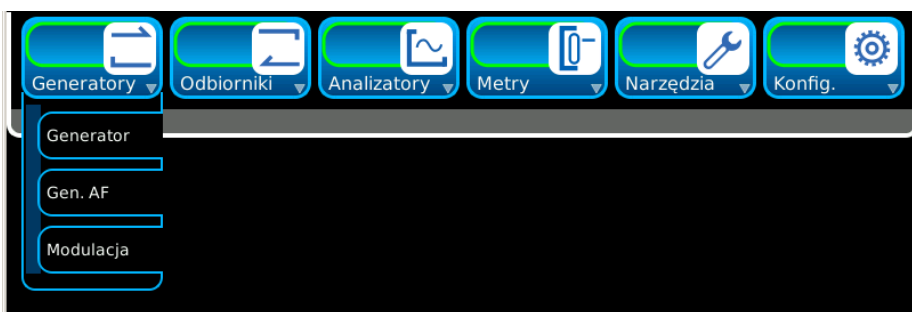 Generatory
Odbiorniki
Analizatory
Metry
Narzędzia
Konfig.
Generator
Gen. AF
Modulacja